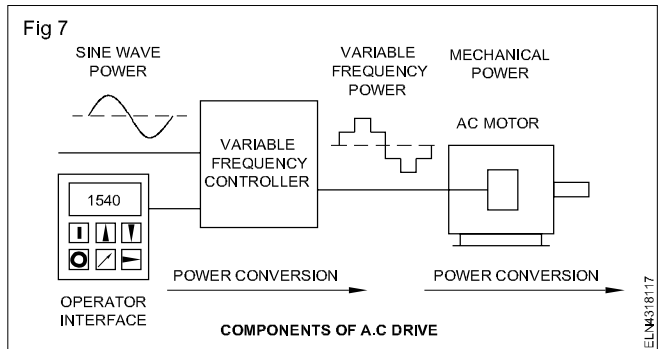 Fig 7
SINE WAVE
POWER
VARIABLE
FREQUENCY
POWER
MECHANICAL
POWER
AC MOTOR
VARIABLE
FREQUENCY
CONTROLLER
1540
OPERATOR
INTERFACE
POWER CONVERSION
POWER CONVERSION
COMPONENTS OF A.C DRIVE
ELN4318117